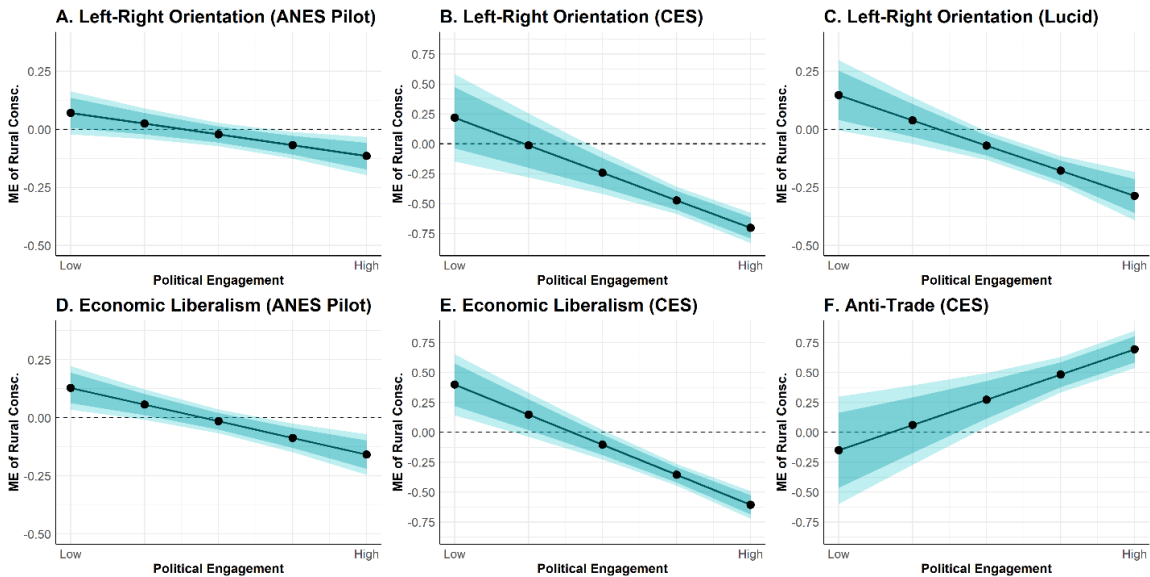 A. Left-Right Orientation (ANES Pilot)
ME of Rural Consc.
0.25
0.00
-0.25
-0.50
Low
High
Political Engagement
B. Left-Right Orientation (CES)
ME of Rural Consc.
0.75
0.50
0.25
0.00
-0.25
-0.50
-0.75
Low
High
Political Engagement
C. Left-Right Orientation (Lucid)
ME of Rural Consc.
0.25
0.00
-0.25
-0.50
Low
High
Political Engagement
D. Economic Liberalism (ANES Pilot)
ME of Rural Consc.
0.25
0.00
-0.25
-0.50
Low
High
Political Engagement
E. Economic Liberalism (CES)
ME of Rural Consc.
0.75
0.50
0.25
0.00
-0.25
-0.50
-0.75
Low
High
Political Engagement
F. Anti-Trade (CES)
ME of Rural Consc.
0.75
0.50
0.25
0.00
-0.25
-0.50
-0.75
Low
High
Political Engagement